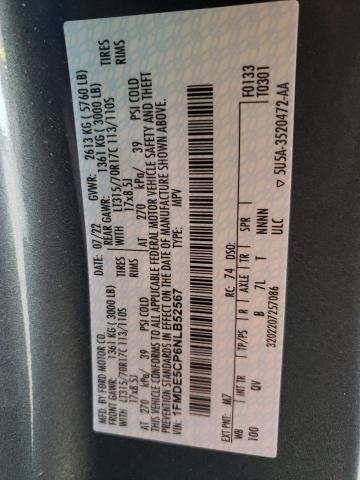 MFD. BY FORD MOTOR CO.
07/22
GVWR: 2613 KG ( 5760 LB)
FRONT GAWR: 1361 KG ( 3000 LB)
REAR GAWR: 1361 KG ( 3000 LB)
LT315/70R17C 113/110S TIRES
WITH LT315/70R17C 113/110S TIRES
17x8.5J RIMS
WITH 17x8.5J RIMS
AT 270 kPa/ 39 PSI COLD
AT 270 kPa/ 39 PSI COLD
THIS VEHICLE CONFORMS TO ALL APPLICABLE FEDERAL MOTOR VEHICLE SAFETY AND THEFT
PREVENTION STANDARDS IN EFFECT ON THE DATE OF MANUFACTURE SHOWN ABOVE.
VIN: 1FMDE5CP6NLB52567
TYPE: MPV
F0133
T0301
EXT PNT: M7 RC: 74 DSO:
WB INT TR TP/PS R AXLE TR SPR
100 QV B 7L T NNMN
ULC
3202207257086
5U5A-3520472-AA